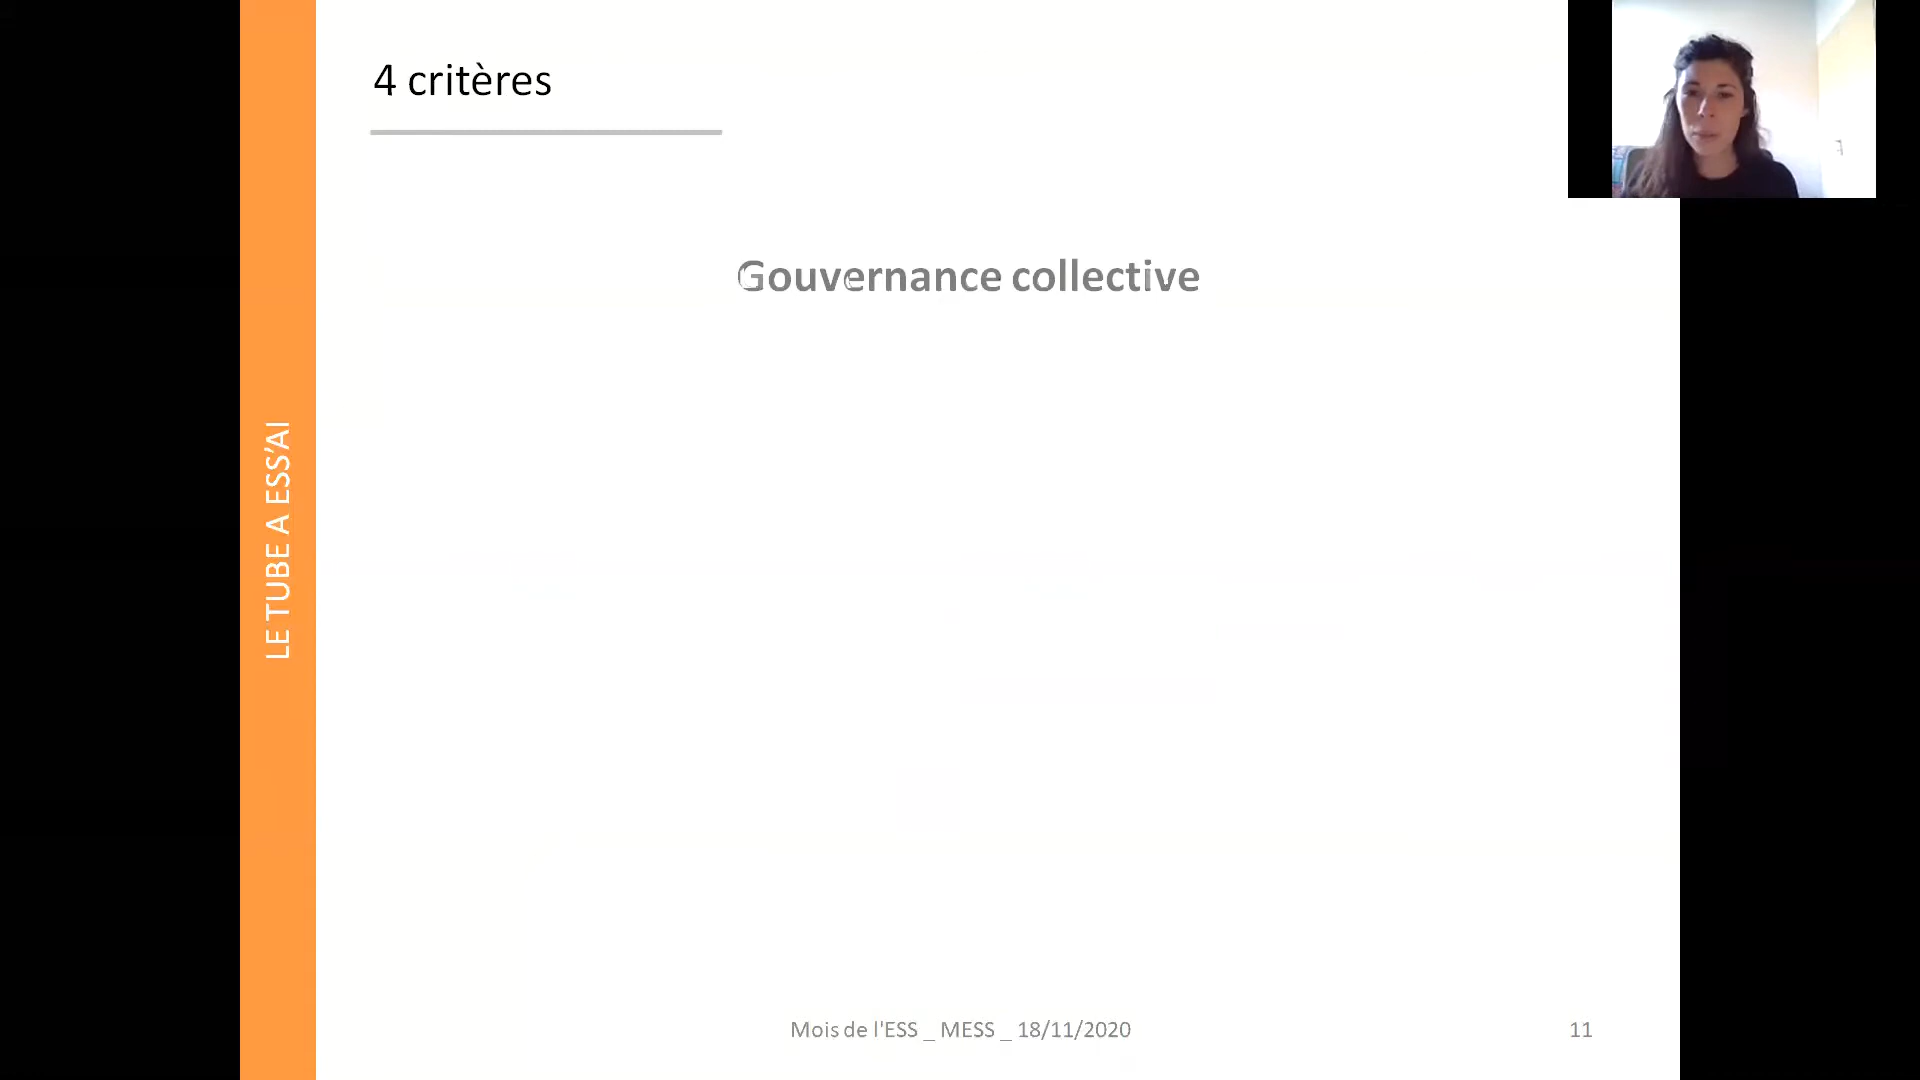 4 critères
Gouvernance collective
LE TUBE A ESS'AI
Mois de l'ESS _ MESS _ 18/11/2020
11